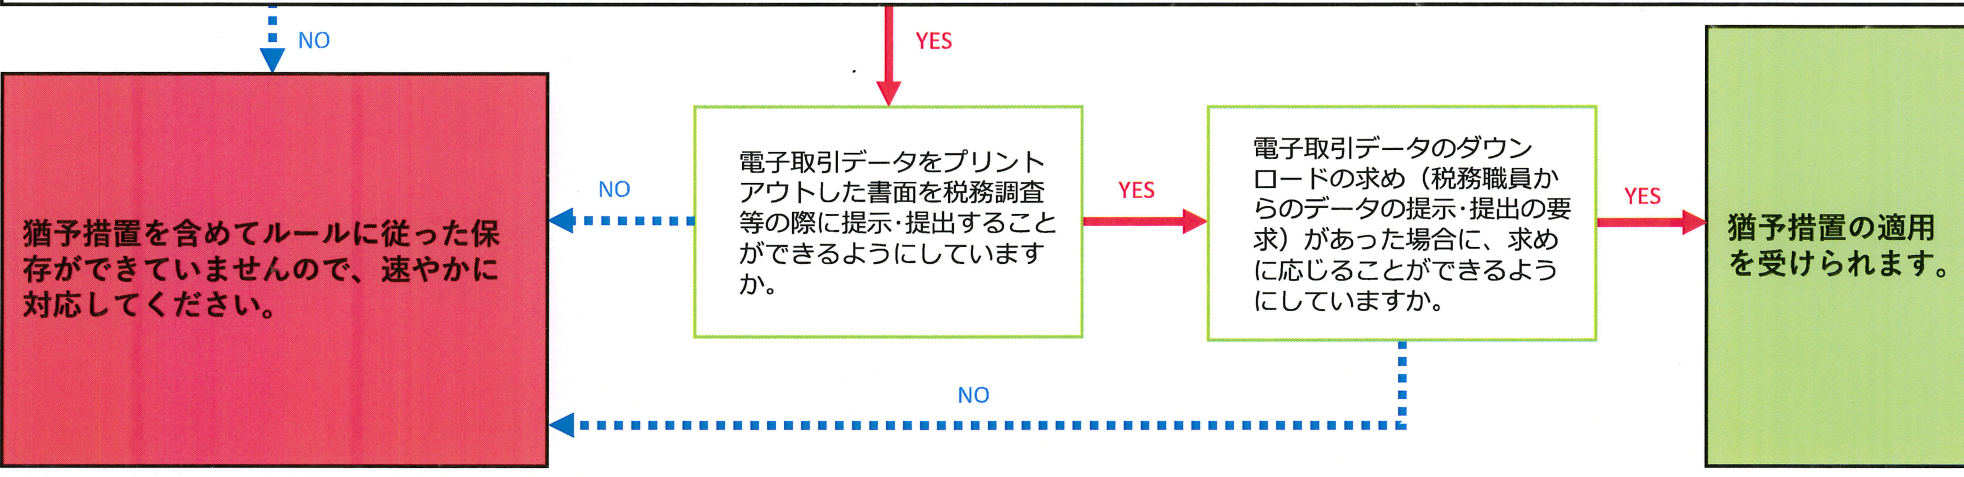 NO
YES
猶予措置を含めてルールに従った保
存ができていませんので、速やかに
対応してください。
NO
電子取引データをプリント
アウトした書面を税務調査
等の際に提示･提出すること
ができるようにしています
か。
YES
電子取引データのダウン
ロードの求め（税務職員か
らのデータの提示･提出の要
求）があった場合に、求め
に応じることができるよう
にしていますか。
YES
猶予措置の適用
を受けられます。
NO